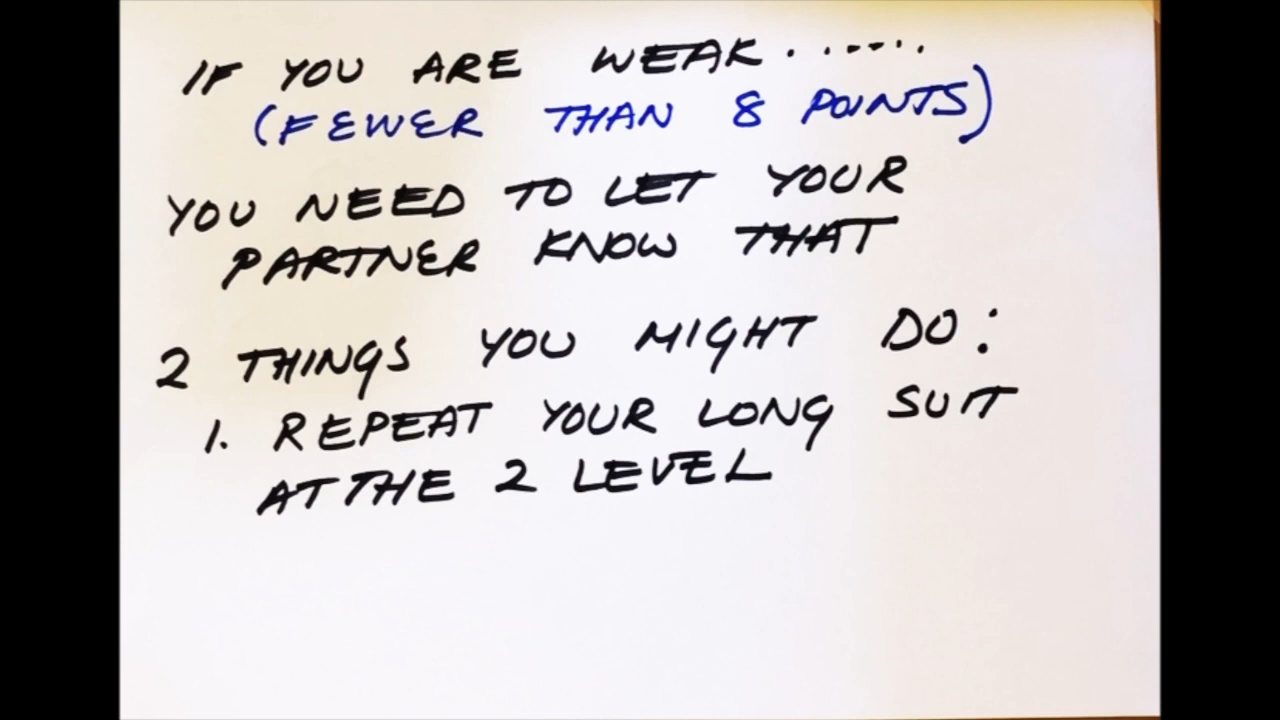 IF YOU ARE WEAK.......
(FEWER THAN 8 POINTS)
YOU NEED TO LET YOUR
PARTNER KNOW THAT
2 THINGS YOU MIGHT DO:
1. REPEAT YOUR LONG SUIT
AT THE 2 LEVEL